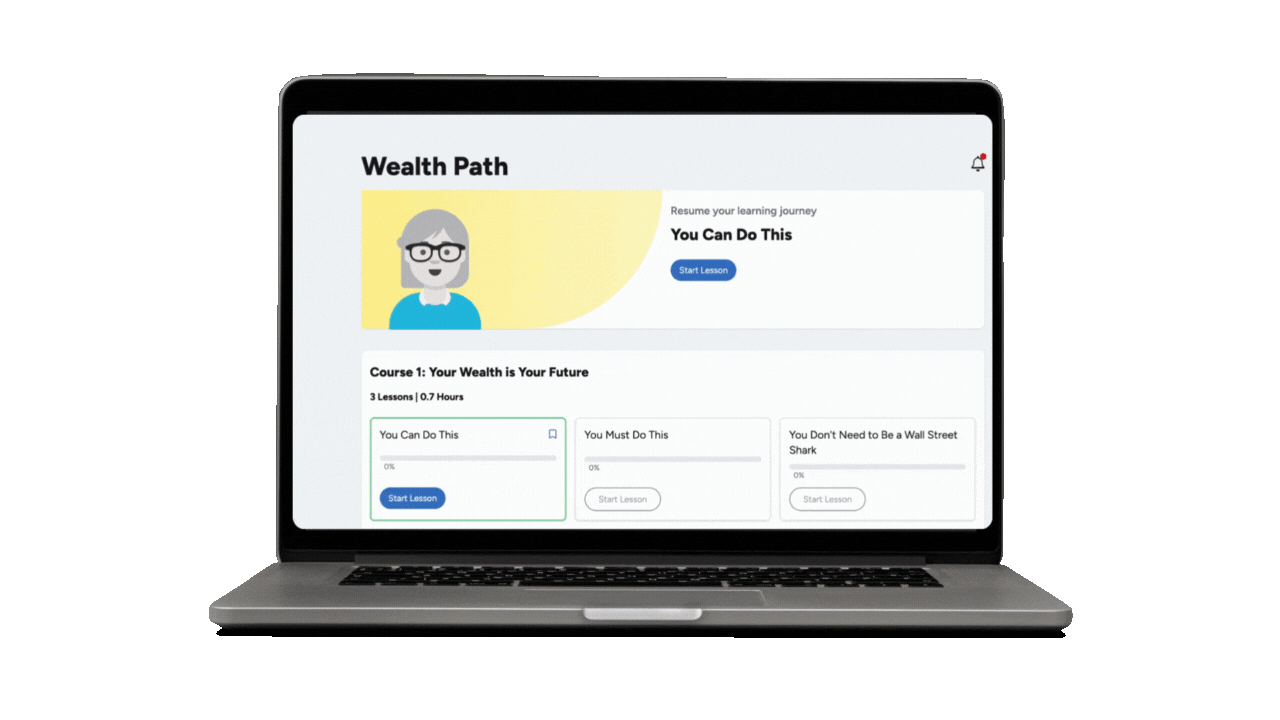 Wealth Path
Resume your learning journey
You Can Do This
Start Lesson
Course 1: Your Wealth is Your Future
3 Lessons | 0.7 Hours
You Can Do This
0%
Start Lesson
You Must Do This
0%
Start Lesson
You Don't Need to Be a Wall Street
Shark
0%
Start Lesson